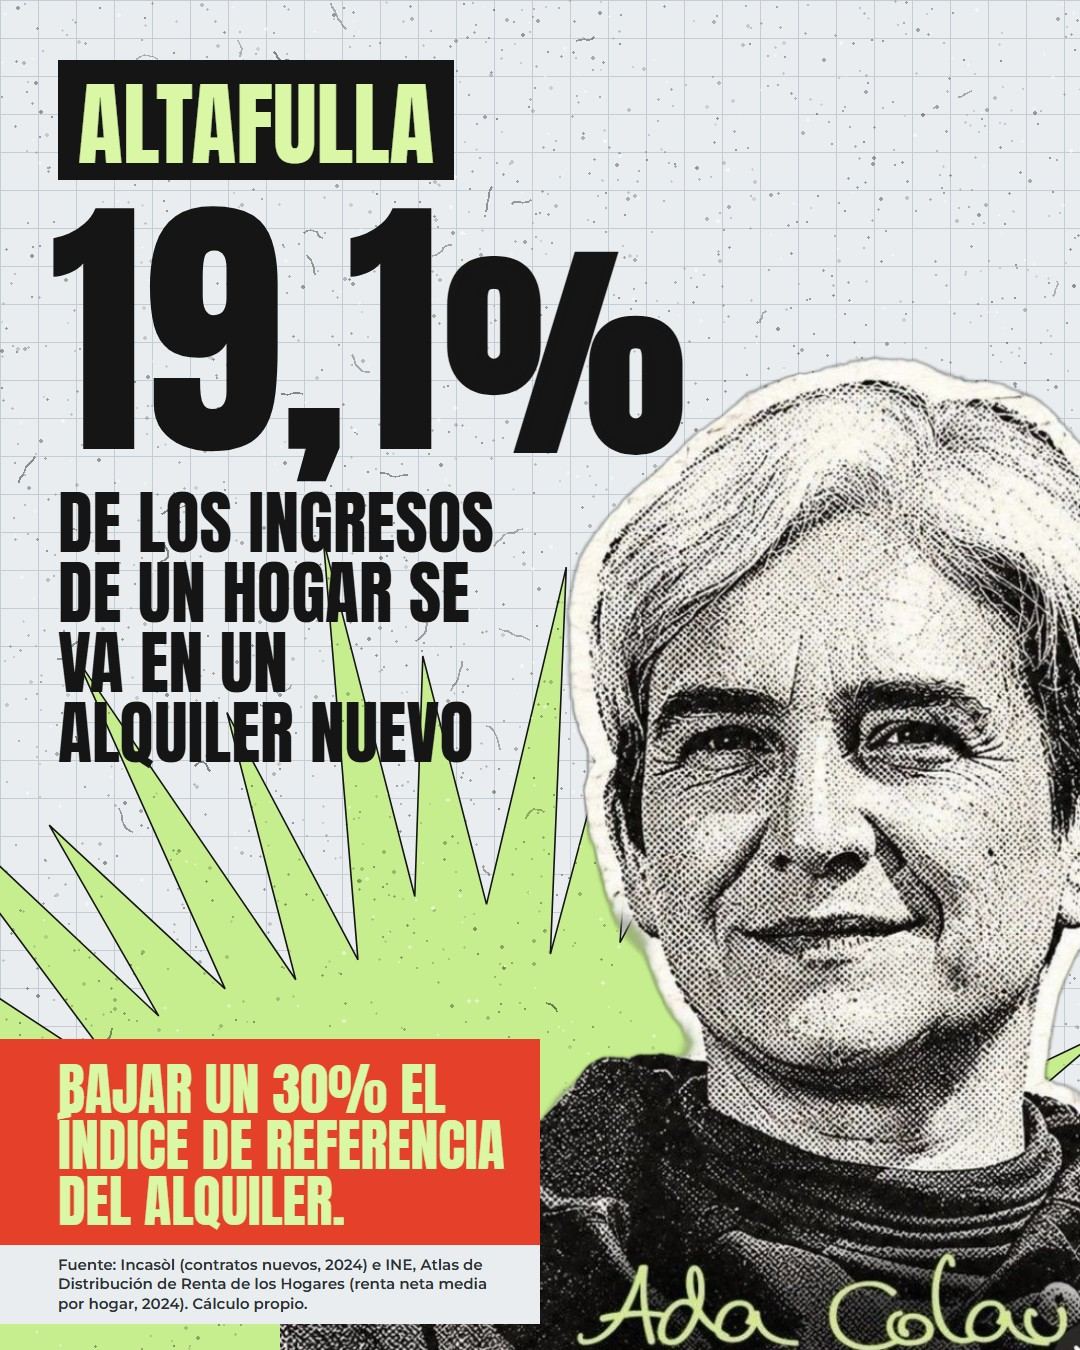 ALTAFULLA
19,1%
DE LOS INGRESOS
DE UN HOGAR SE
VA EN UN
ALQUILER NUEVO
BAJAR UN 30% EL
ÍNDICE DE REFERENCIA
DEL ALQUILER.
Fuente: Incasòl (contratos nuevos, 2024) e INE, Atlas de
Distribución de Renta de los Hogares (renta neta media
por hogar, 2024). Cálculo propio.
Ada Colau